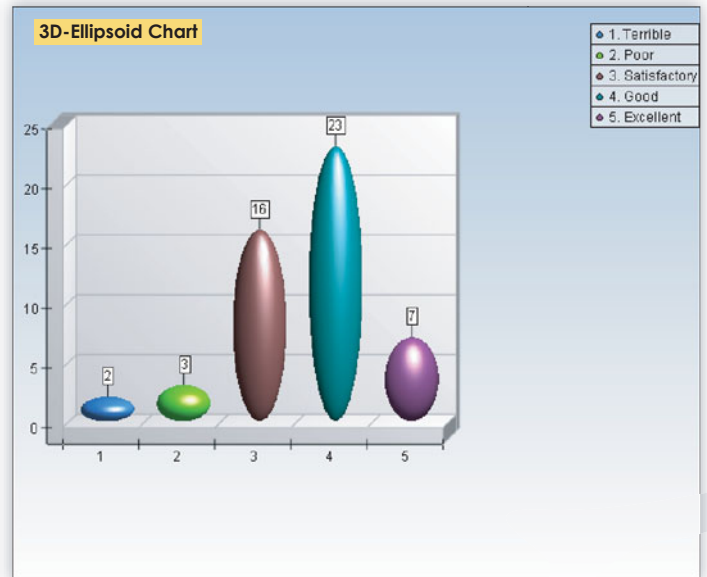 3D-Ellipsoid Chart
1. Terrible
2. Poor
3. Satisfactory
4. Good
5. Excellent
25
20
15
10
5
0
2
3
16
23
7
1 2 3 4 5